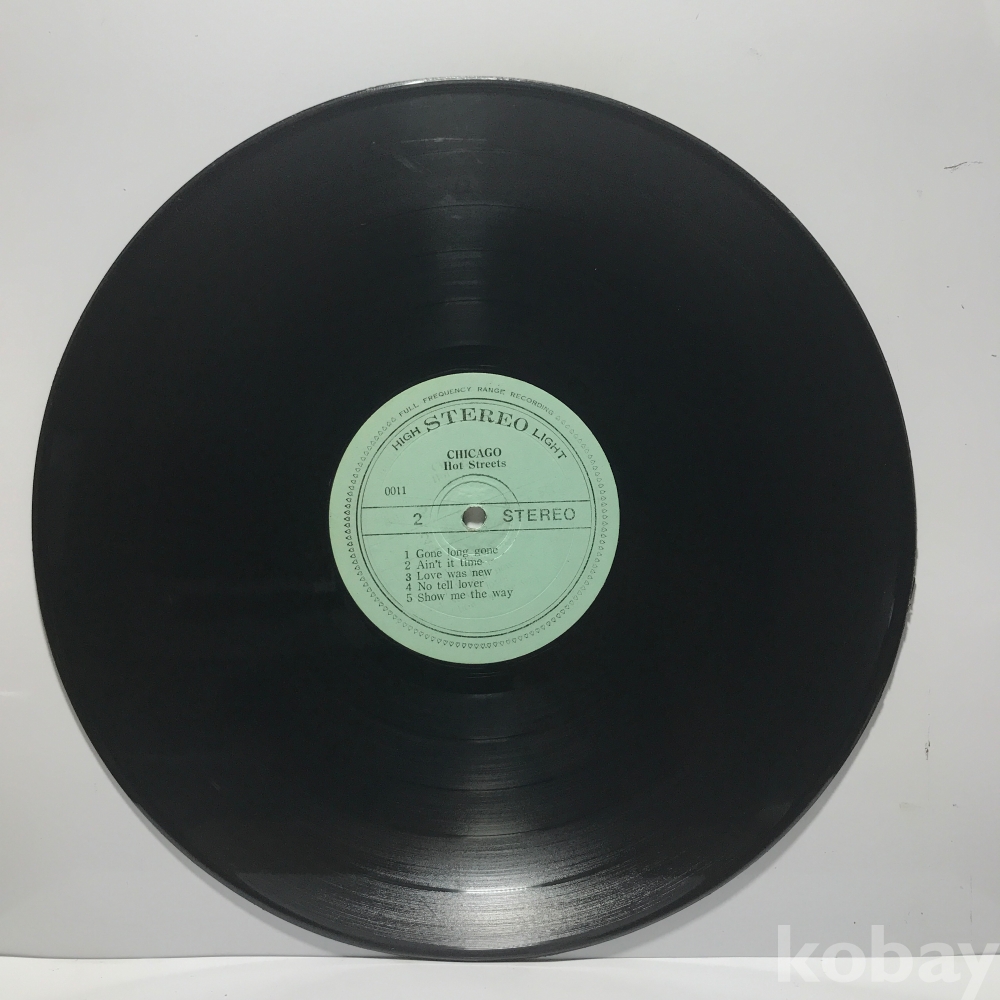 FULL FREQUENCY RANGE RECORDING
HIGH STEREO LIGHT
CHICAGO
Hot Streets
0011
2 STEREO
1 Gone long gone
2 Ain't it time
3 Love was new
4 No tell lover
5 Show me the way
kobay